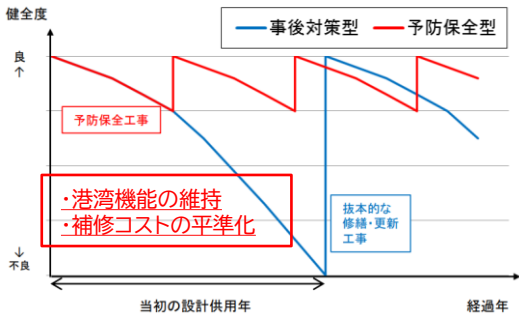 健全度
事後対策型
予防保全型
良
↑
予防保全工事
・港湾機能の維持
・補修コストの平準化
抜本的な
修繕・更新
工事
↓
不良
当初の設計供用年
経過年